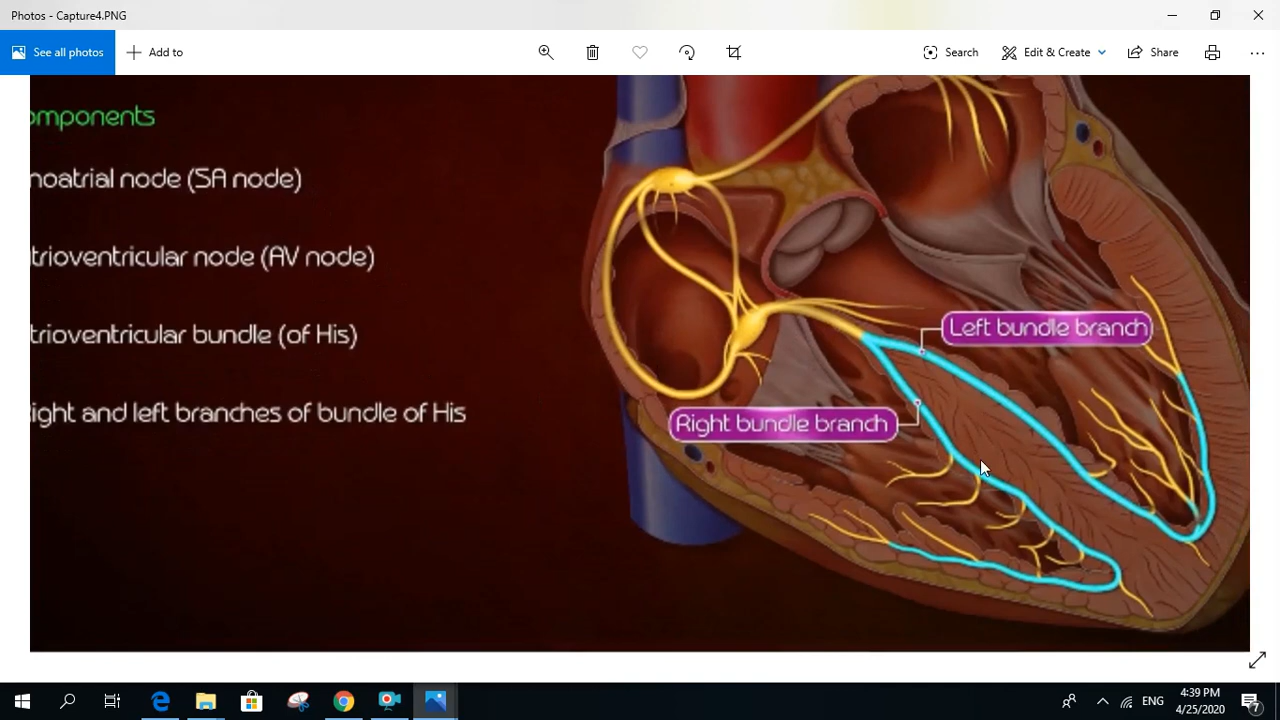 Photos - Capture4.PNG
See all photos
Add to
Search
Edit & Create
Share
omponents
noatrial node (SA node)
trioventricular node (AV node)
trioventricular bundle (of His)
ight and left branches of bundle of His
Left bundle branch
Right bundle branch
ENG
4:39 PM
4/25/2020
7